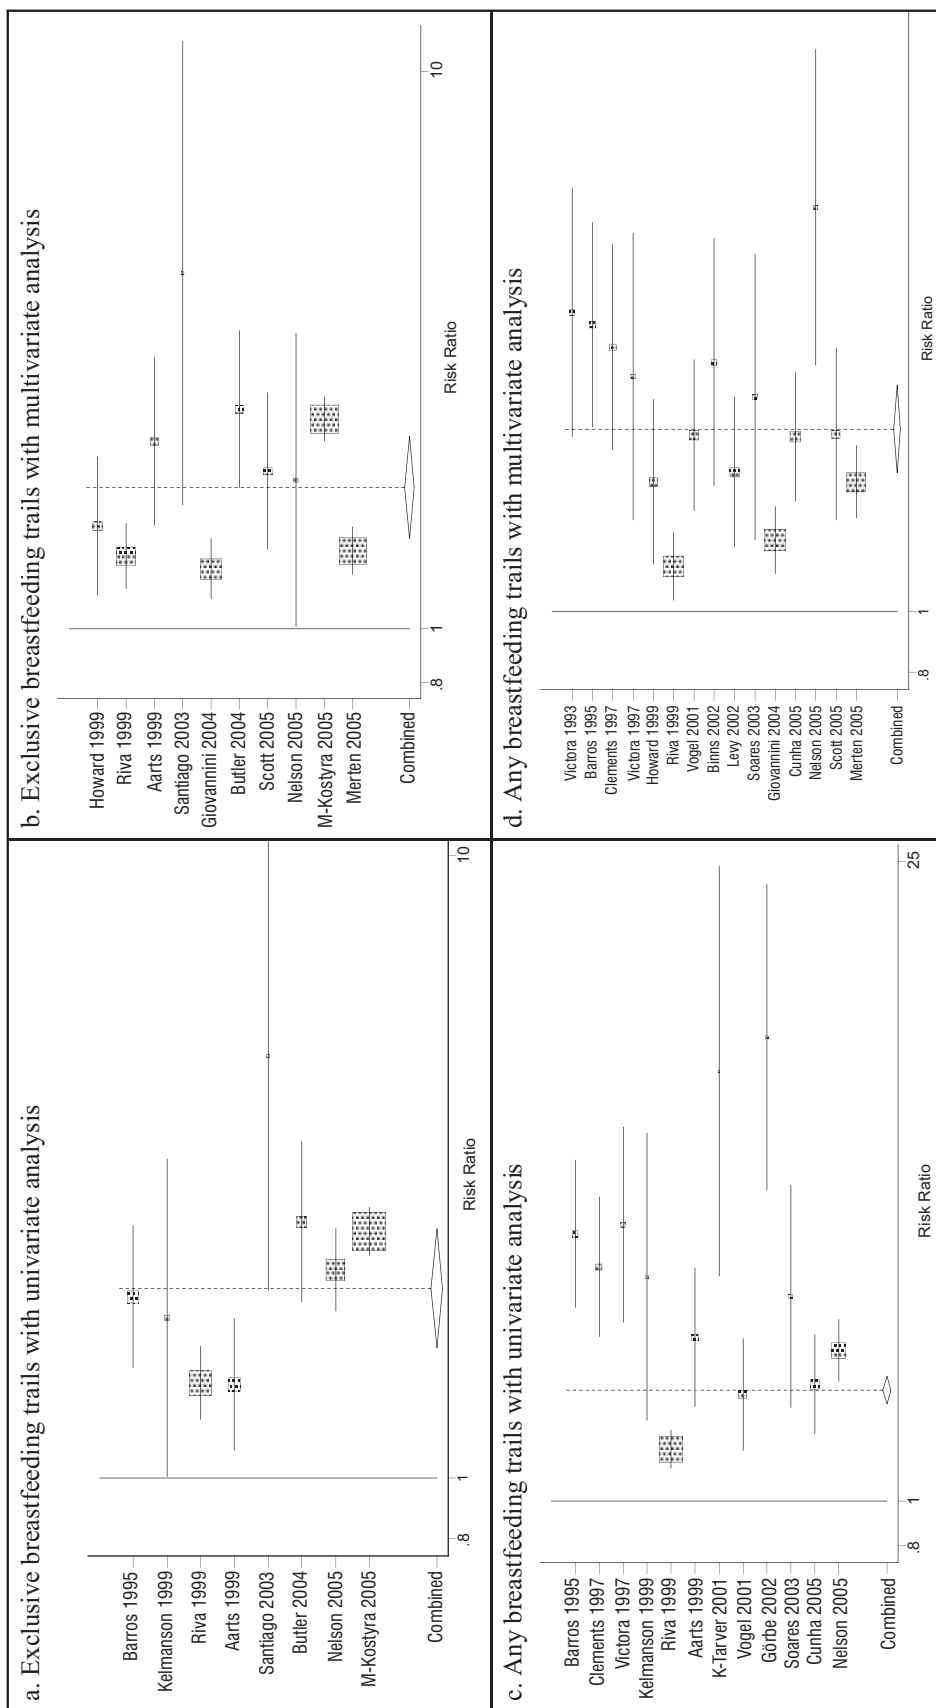 a. Exclusive breastfeeding trails with univariate analysis
Barros 1995
Kelmanson 1999
Riva 1999
Aarts 1999
Santiago 2003
Butler 2004
Nelson 2005
M-Kostyra 2005
Combined
.8
1
10
Risk Ratio
b. Exclusive breastfeeding trails with multivariate analysis
Howard 1999
Riva 1999
Aarts 1999
Santiago 2003
Giovannini 2004
Butler 2004
Scott 2005
Nelson 2005
M-Kostyra 2005
Merten 2005
Combined
.8
1
10
Risk Ratio
c. Any breastfeeding trails with univariate analysis
Barros 1995
Clements 1997
Victora 1997
Kelmanson 1999
Riva 1999
Aarts 1999
K-Tarver 2001
Vogel 2001
Görbe 2002
Soares 2003
Cunha 2005
Nelson 2005
Combined
.8
1
25
Risk Ratio
d. Any breastfeeding trails with multivariate analysis
Victora 1993
Barros 1995
Clements 1997
Victora 1997
Howard 1999
Riva 1999
Vogel 2001
Binns 2002
Levy 2002
Soares 2003
Giovannini 2004
Cunha 2005
Nelson 2005
Scott 2005
Merten 2005
Combined
.8
1
Risk Ratio